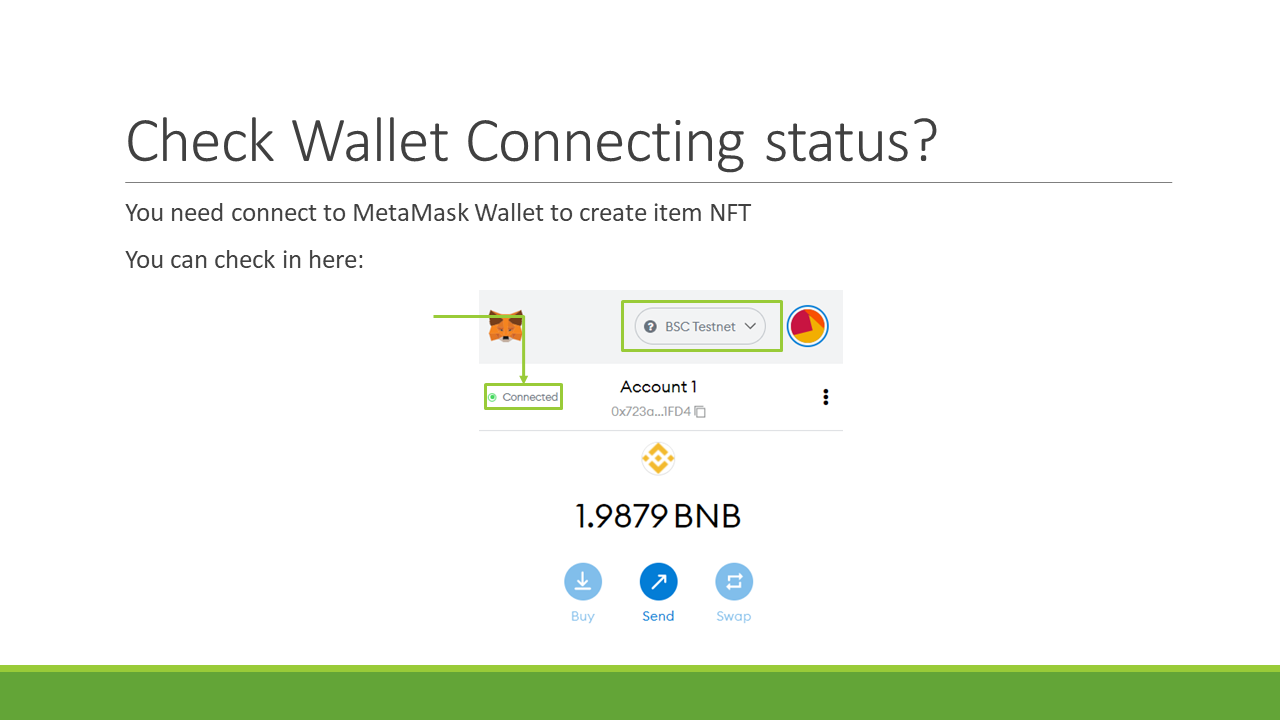 Check Wallet Connecting status?
You need connect to MetaMask Wallet to create item NFT
You can check in here:
? BSC Testnet
Connected
Account 1
0x723a...1FD4
1.9879 BNB
Buy Send Swap